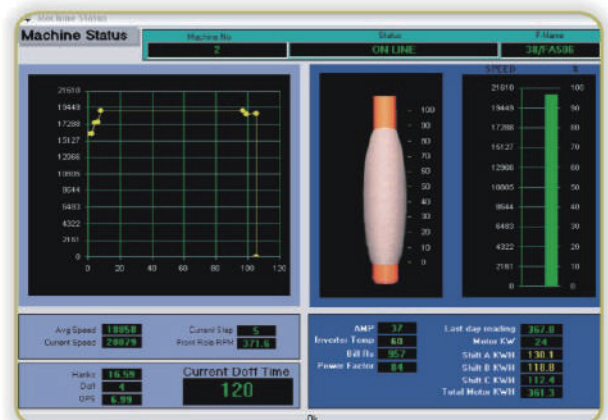 Machine Status
Machine Status
Machine No
Status
F-Name
2
ON LINE
38/FA506
21610
19449
17288
15127
12966
10805
8644
6483
4322
2161
0
0 20 40 60 80 100 120
100
90
80
70
60
50
40
30
20
10
0
SPEED %
21610 100
19449 90
17288 80
15127 70
12966 60
10805 50
8644 40
6483 30
4322 20
2161 10
0 0
Avg Speed 18858
Current Speed 20079
Current Step 5
Front Role RPM 371.6
Hanks 16.59
Doff 4
GPS 6.99
Current Doff Time
120
AMP 37
Inverter Temp 60
957
Power Factor 84
Last day reading 367.8
Motor KW 24
Shift A KWH 130.1
Shift B KWH 118.8
Shift C KWH 112.4
Total Motor KWH 361.3